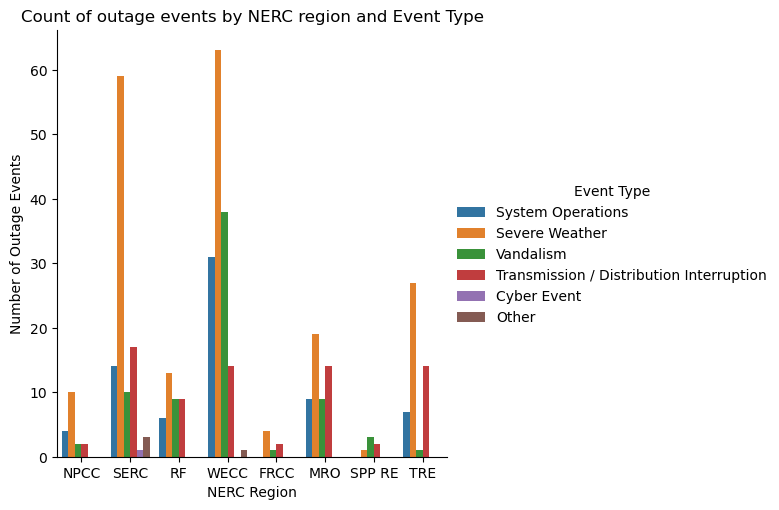 Count of outage events by NERC region and Event Type
Number of Outage Events
60
50
40
30
20
10
0
NPCC SERC RF WECC FRCC MRO SPP RE TRE
NERC Region
Event Type
System Operations
Severe Weather
Vandalism
Transmission / Distribution Interruption
Cyber Event
Other